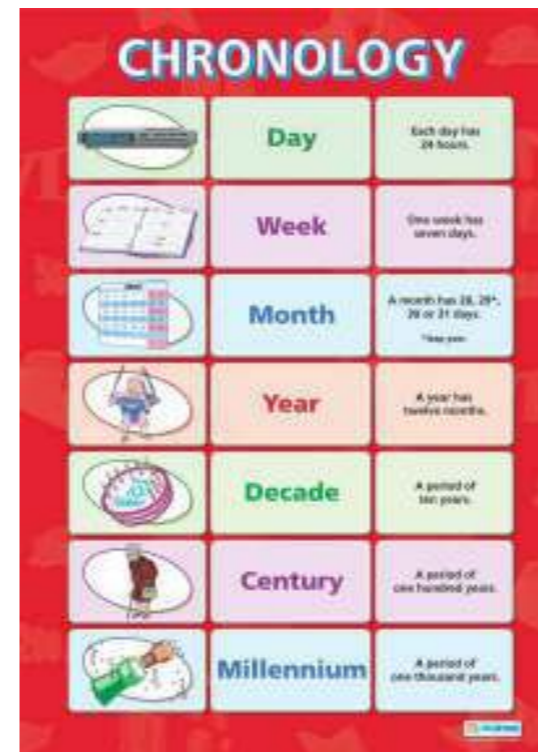 CHRONOLOGY
Day
Each day has
24 hours.
Week
One week has
seven days.
Month
A month has 28, 29*,
30 or 31 days.
*leap year
Year
A year has
twelve months.
Decade
A period of
ten years.
Century
A period of
one hundred years.
Millennium
A period of
one thousand years.